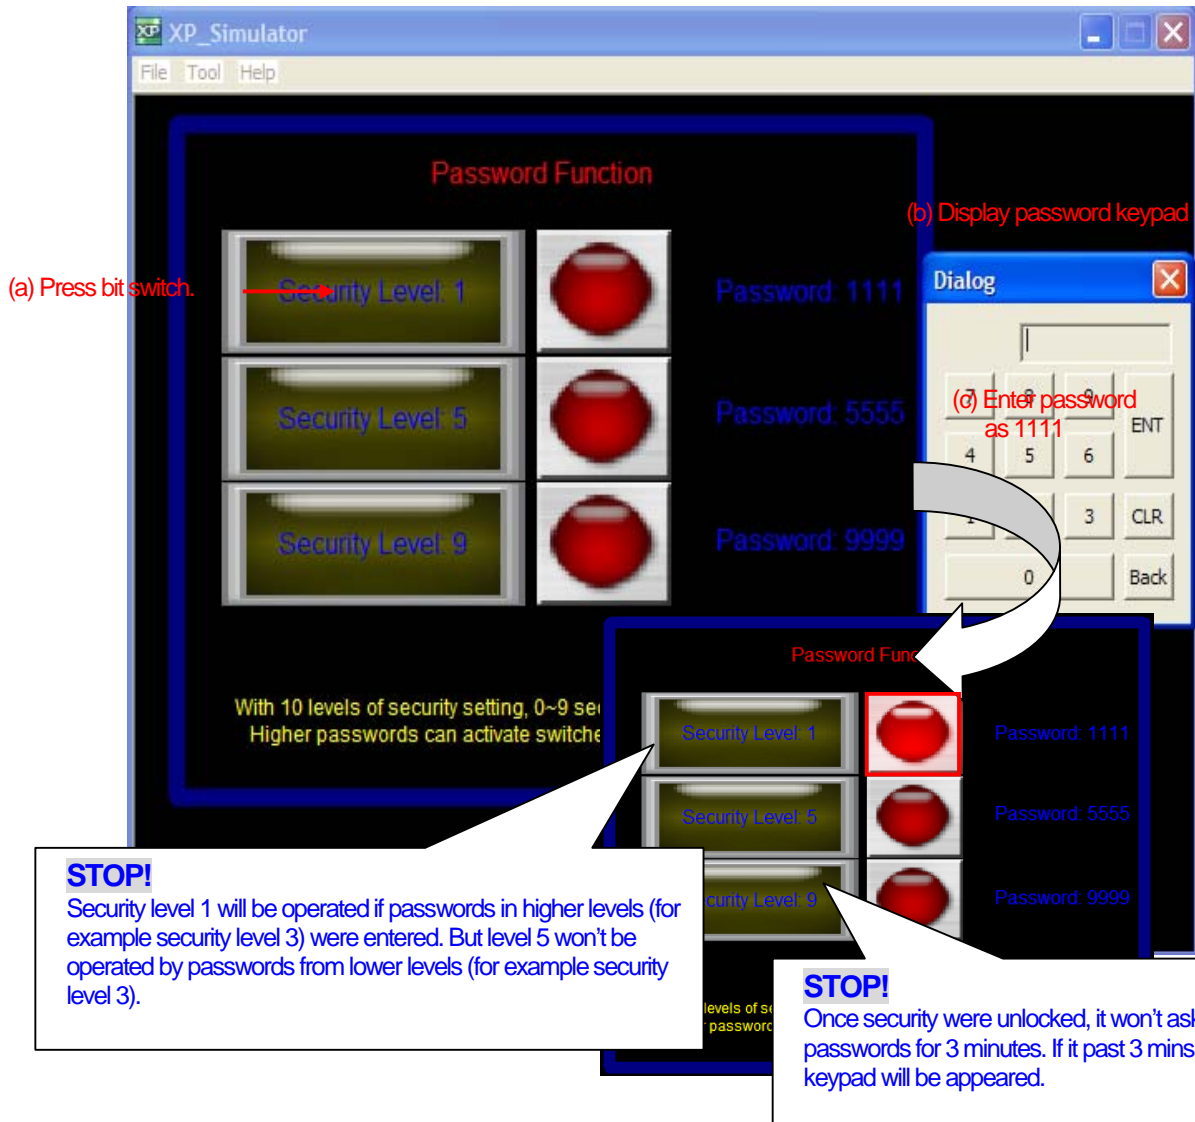 XP_Simulator
File Tool Help
Password Function
(b) Display password keypad
(a) Press bit switch.
Security Level: 1
Password: 1111
Security Level: 5
Password: 5555
Security Level: 9
Password: 9999
Dialog
(c) Enter password
as 1111
7 8 9 ENT
4 5 6
1 3 CLR
0 Back
With 10 levels of security setting, 0~9
Higher passwords can activate
Password
Security Level: 1
Password: 1111
Security Level: 5
Password: 5555
Level: 9
Password: 9999
levels of
STOP!
Security level 1 will be operated if passwords in higher levels (for
example security level 3) were entered. But level 5 won't be
operated by passwords from lower levels (for example security
level 3).
STOP!
Once security were unlocked, it won't ask
passwords for 3 minutes. If it past 3 mins
keypad will be appeared.